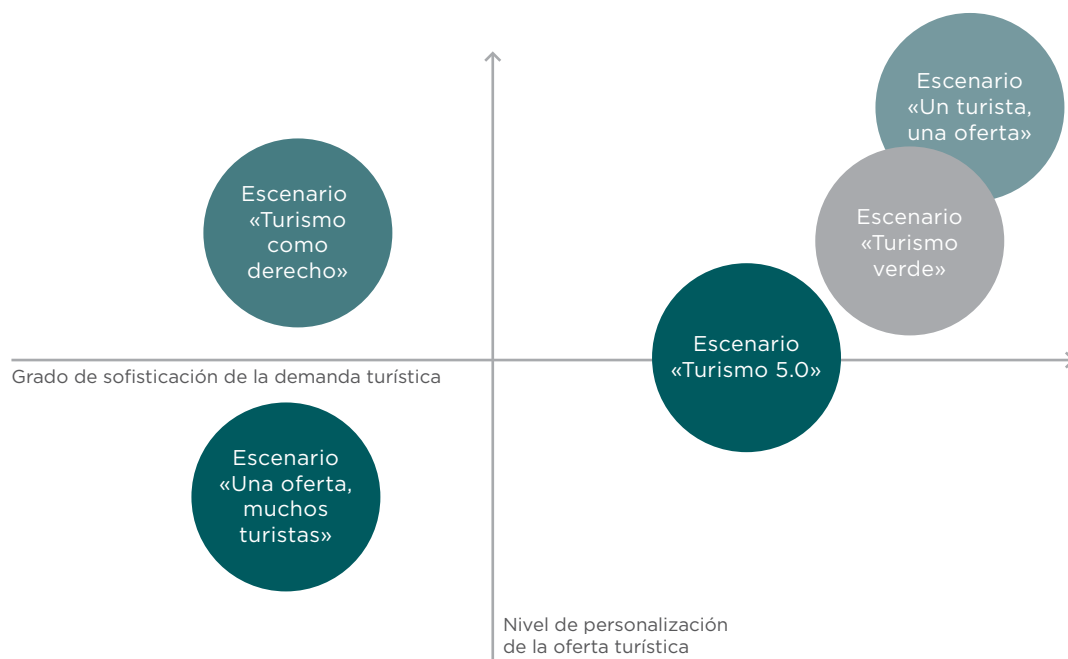 Escenario
«Un turista,
una oferta»
Escenario
«Turismo
como
derecho»
Escenario
«Turismo
verde»
Escenario
«Turismo 5.0»
Grado de sofisticación de la demanda turística
Escenario
«Una oferta,
muchos
turistas»
Nivel de personalización
de la oferta turística